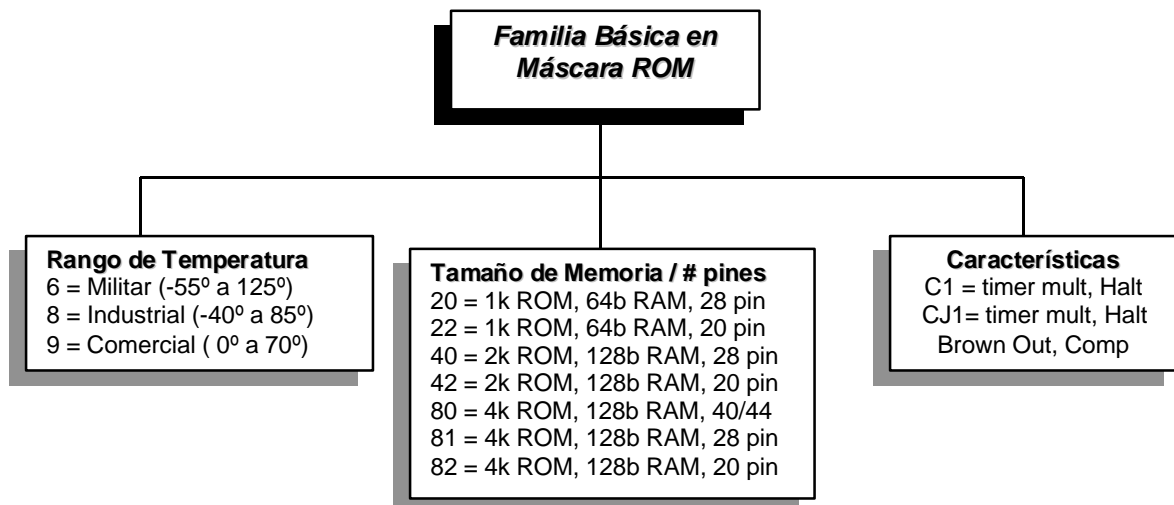 Familia Básica en
Máscara ROM
Rango de Temperatura
6 = Militar (-55º a 125º)
8 = Industrial (-40º a 85º)
9 = Comercial ( 0º a 70º)
Tamaño de Memoria / # pines
20 = 1k ROM, 64b RAM, 28 pin
22 = 1k ROM, 64b RAM, 20 pin
40 = 2k ROM, 128b RAM, 28 pin
42 = 2k ROM, 128b RAM, 20 pin
80 = 4k ROM, 128b RAM, 40/44
81 = 4k ROM, 128b RAM, 28 pin
82 = 4k ROM, 128b RAM, 20 pin
Características
C1 = timer mult, Halt
CJ1= timer mult, Halt
Brown Out, Comp